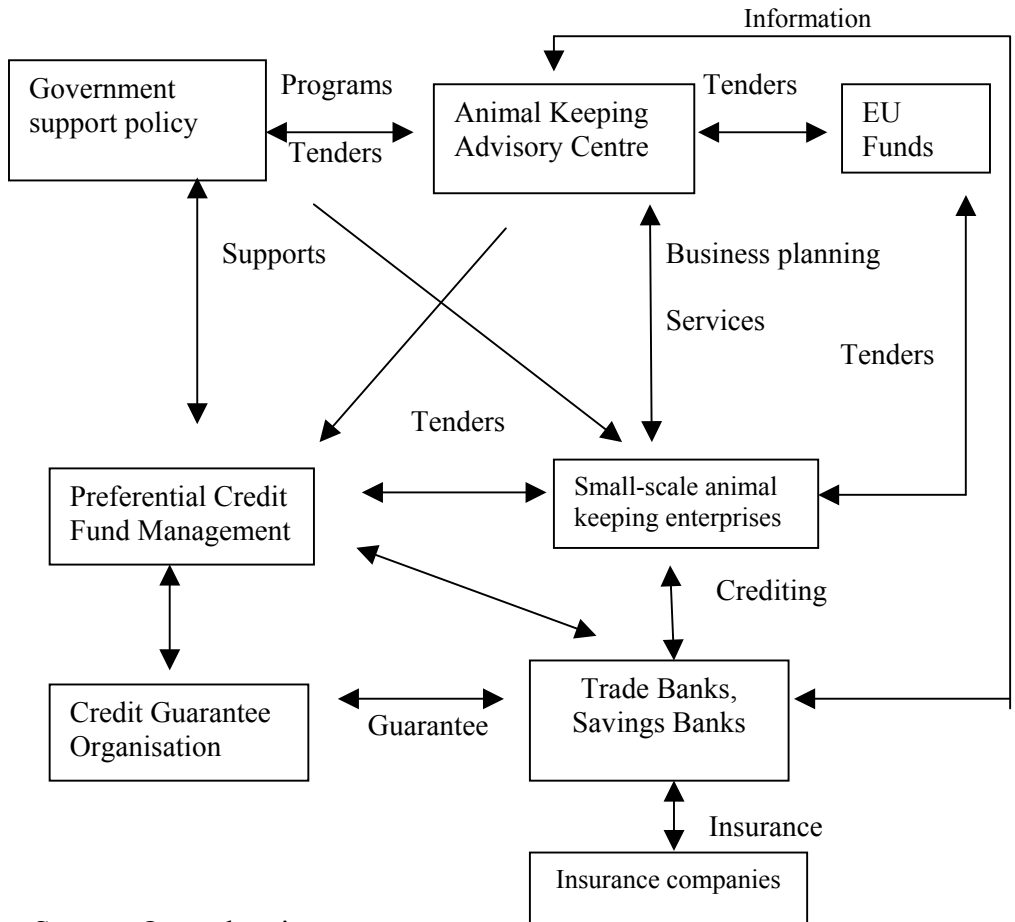 Information
Government
support policy
Programs
Tenders
Animal Keeping
Advisory Centre
Tenders
EU
Funds
Supports
Business planning
Services
Tenders
Tenders
Preferential Credit
Fund Management
Small-scale animal
keeping enterprises
Crediting
Credit Guarantee
Organisation
Guarantee
Trade Banks,
Savings Banks
Insurance
Insurance companies